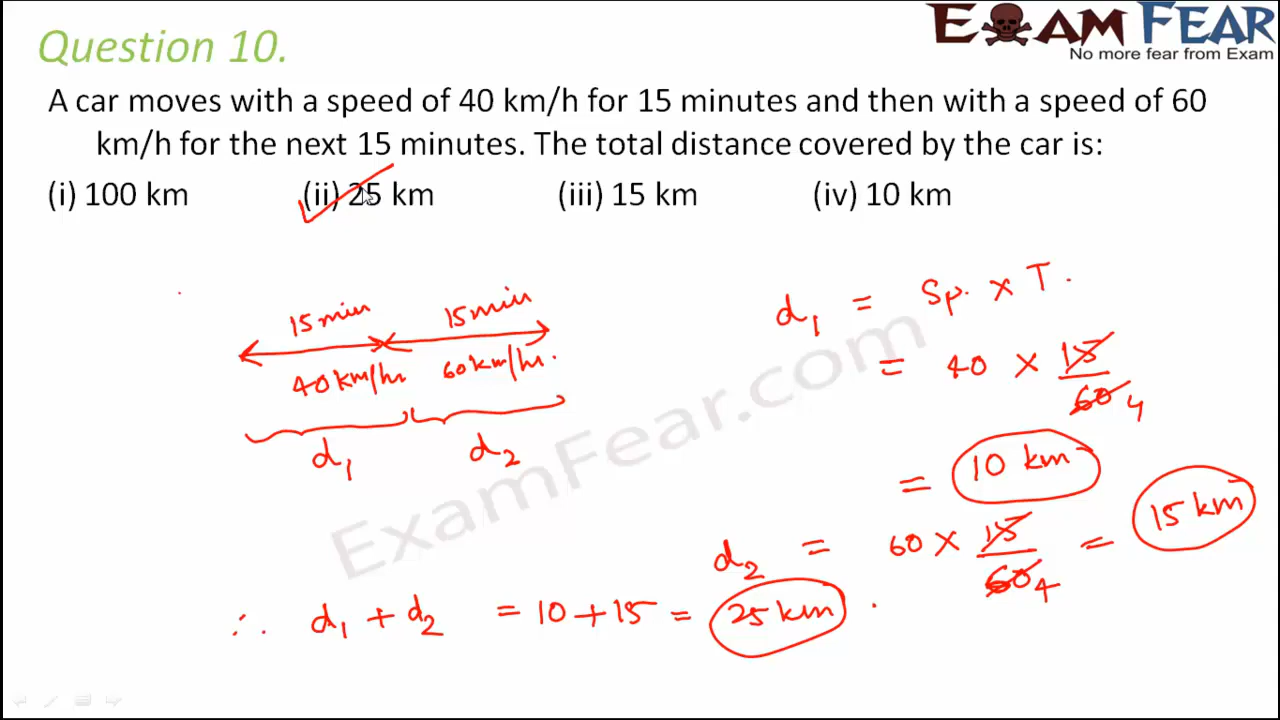 Question 10.
EXAM FEAR
No more fear from Exam
A car moves with a speed of 40 km/h for 15 minutes and then with a speed of 60
km/h for the next 15 minutes. The total distance covered by the car is:
(i) 100 km (ii) 25 km (iii) 15 km (iv) 10 km
15 min 15 min
40 km/hr 60 km/hr.
d1 d2
d1 = Sp. × T.
= 40 × 15/60 4
= 10 km
d2 = 60 × 15/60 4 = 15 km
∴ d1 + d2 = 10 + 15 = 25 km.
ExamFear.com